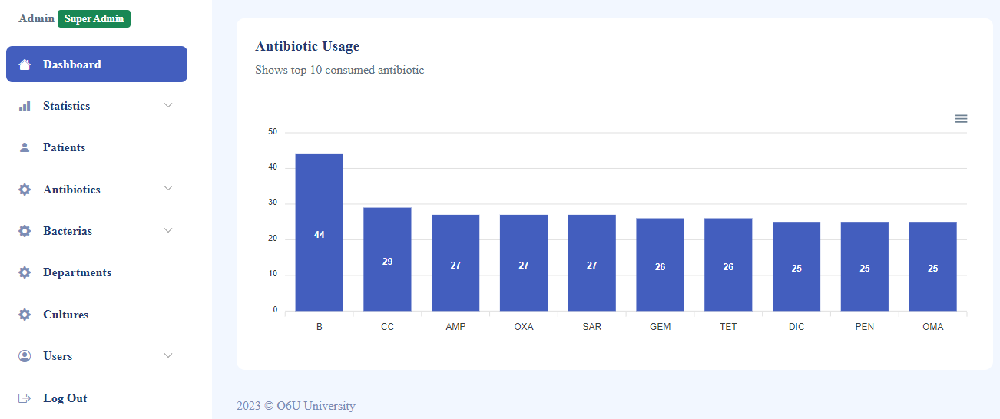 Admin Super Admin
Dashboard
Statistics
Patients
Antibiotics
Bacterias
Departments
Cultures
Users
Log Out
Antibiotic Usage
Shows top 10 consumed antibiotic
50
40
30
20
10
0
44 29 27 27 27 26 26 25 25 25
B CC AMP OXA SAR GEM TET DIC PEN OMA
2023 © O6U University